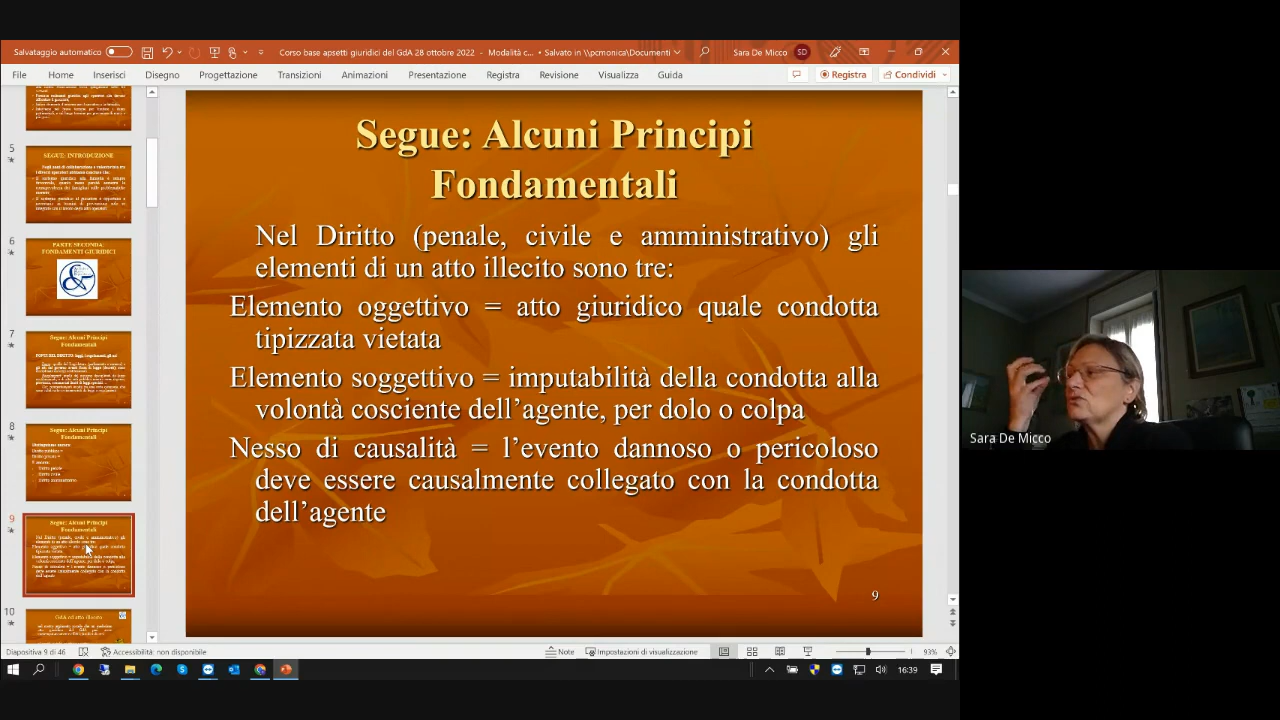 Salvataggio automatico
Corso base apsetti giuridici del GdA 28 ottobre 2022 - Modalità c... • Salvato in \\pcmonica\Documenti
Sara De Micco
SD
File Home Inserisci Disegno Progettazione Transizioni Animazioni Presentazione Registra Revisione Visualizza Guida
Registra
Condividi
5
SEGUE: INTRODUZIONE
6
PARTE SECONDA:
FONDAMENTI GIURIDICI
7
Segue: Alcuni Principi
Fondamentali
8
Segue: Alcuni Principi
Fondamentali
9
Segue: Alcuni Principi
Fondamentali
10
GdA ed atto illecito
Segue: Alcuni Principi
Fondamentali
Nel Diritto (penale, civile e amministrativo) gli
elementi di un atto illecito sono tre:
Elemento oggettivo = atto giuridico quale condotta
tipizzata vietata
Elemento soggettivo = imputabilità della condotta alla
volontà cosciente dell’agente, per dolo o colpa
Nesso di causalità = l’evento dannoso o pericoloso
deve essere causalmente collegato con la condotta
dell’agente
9
Sara De Micco
Diapositiva 9 di 46
Accessibilità: non disponibile
Note
Impostazioni di visualizzazione
93%
16:39